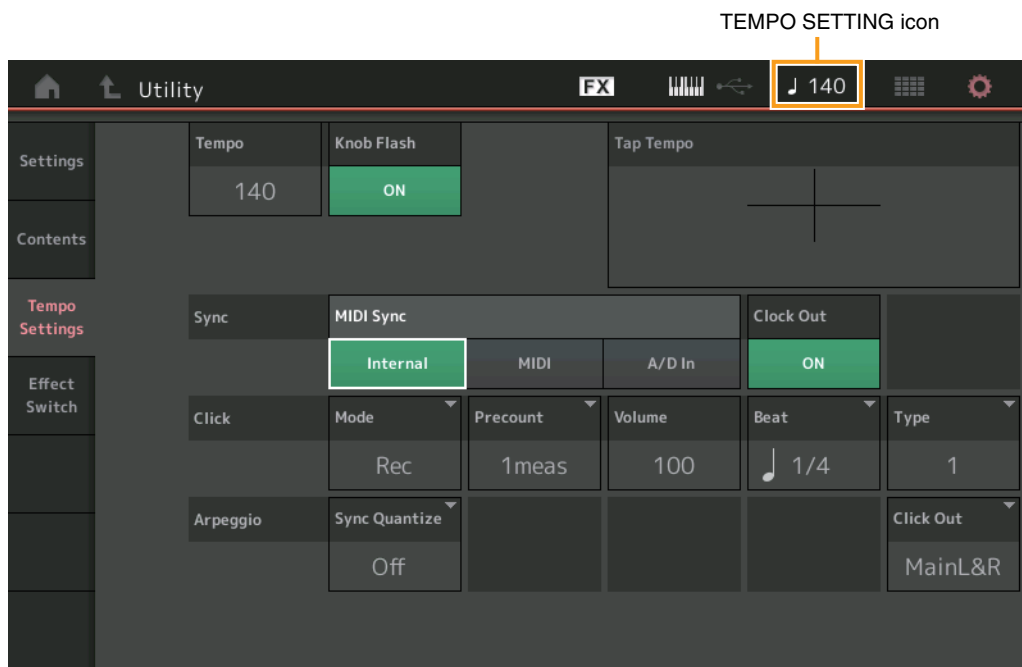 TEMPO SETTING icon
Utility
FX
140
Settings
Contents
Tempo
Settings
Effect
Switch
Tempo
140
Knob Flash
ON
Tap Tempo
Sync
MIDI Sync
Internal
MIDI
A/D In
Clock Out
ON
Click
Mode
Rec
Precount
1meas
Volume
100
Beat
1/4
Type
1
Arpeggio
Sync Quantize
Off
Click Out
MainL&R